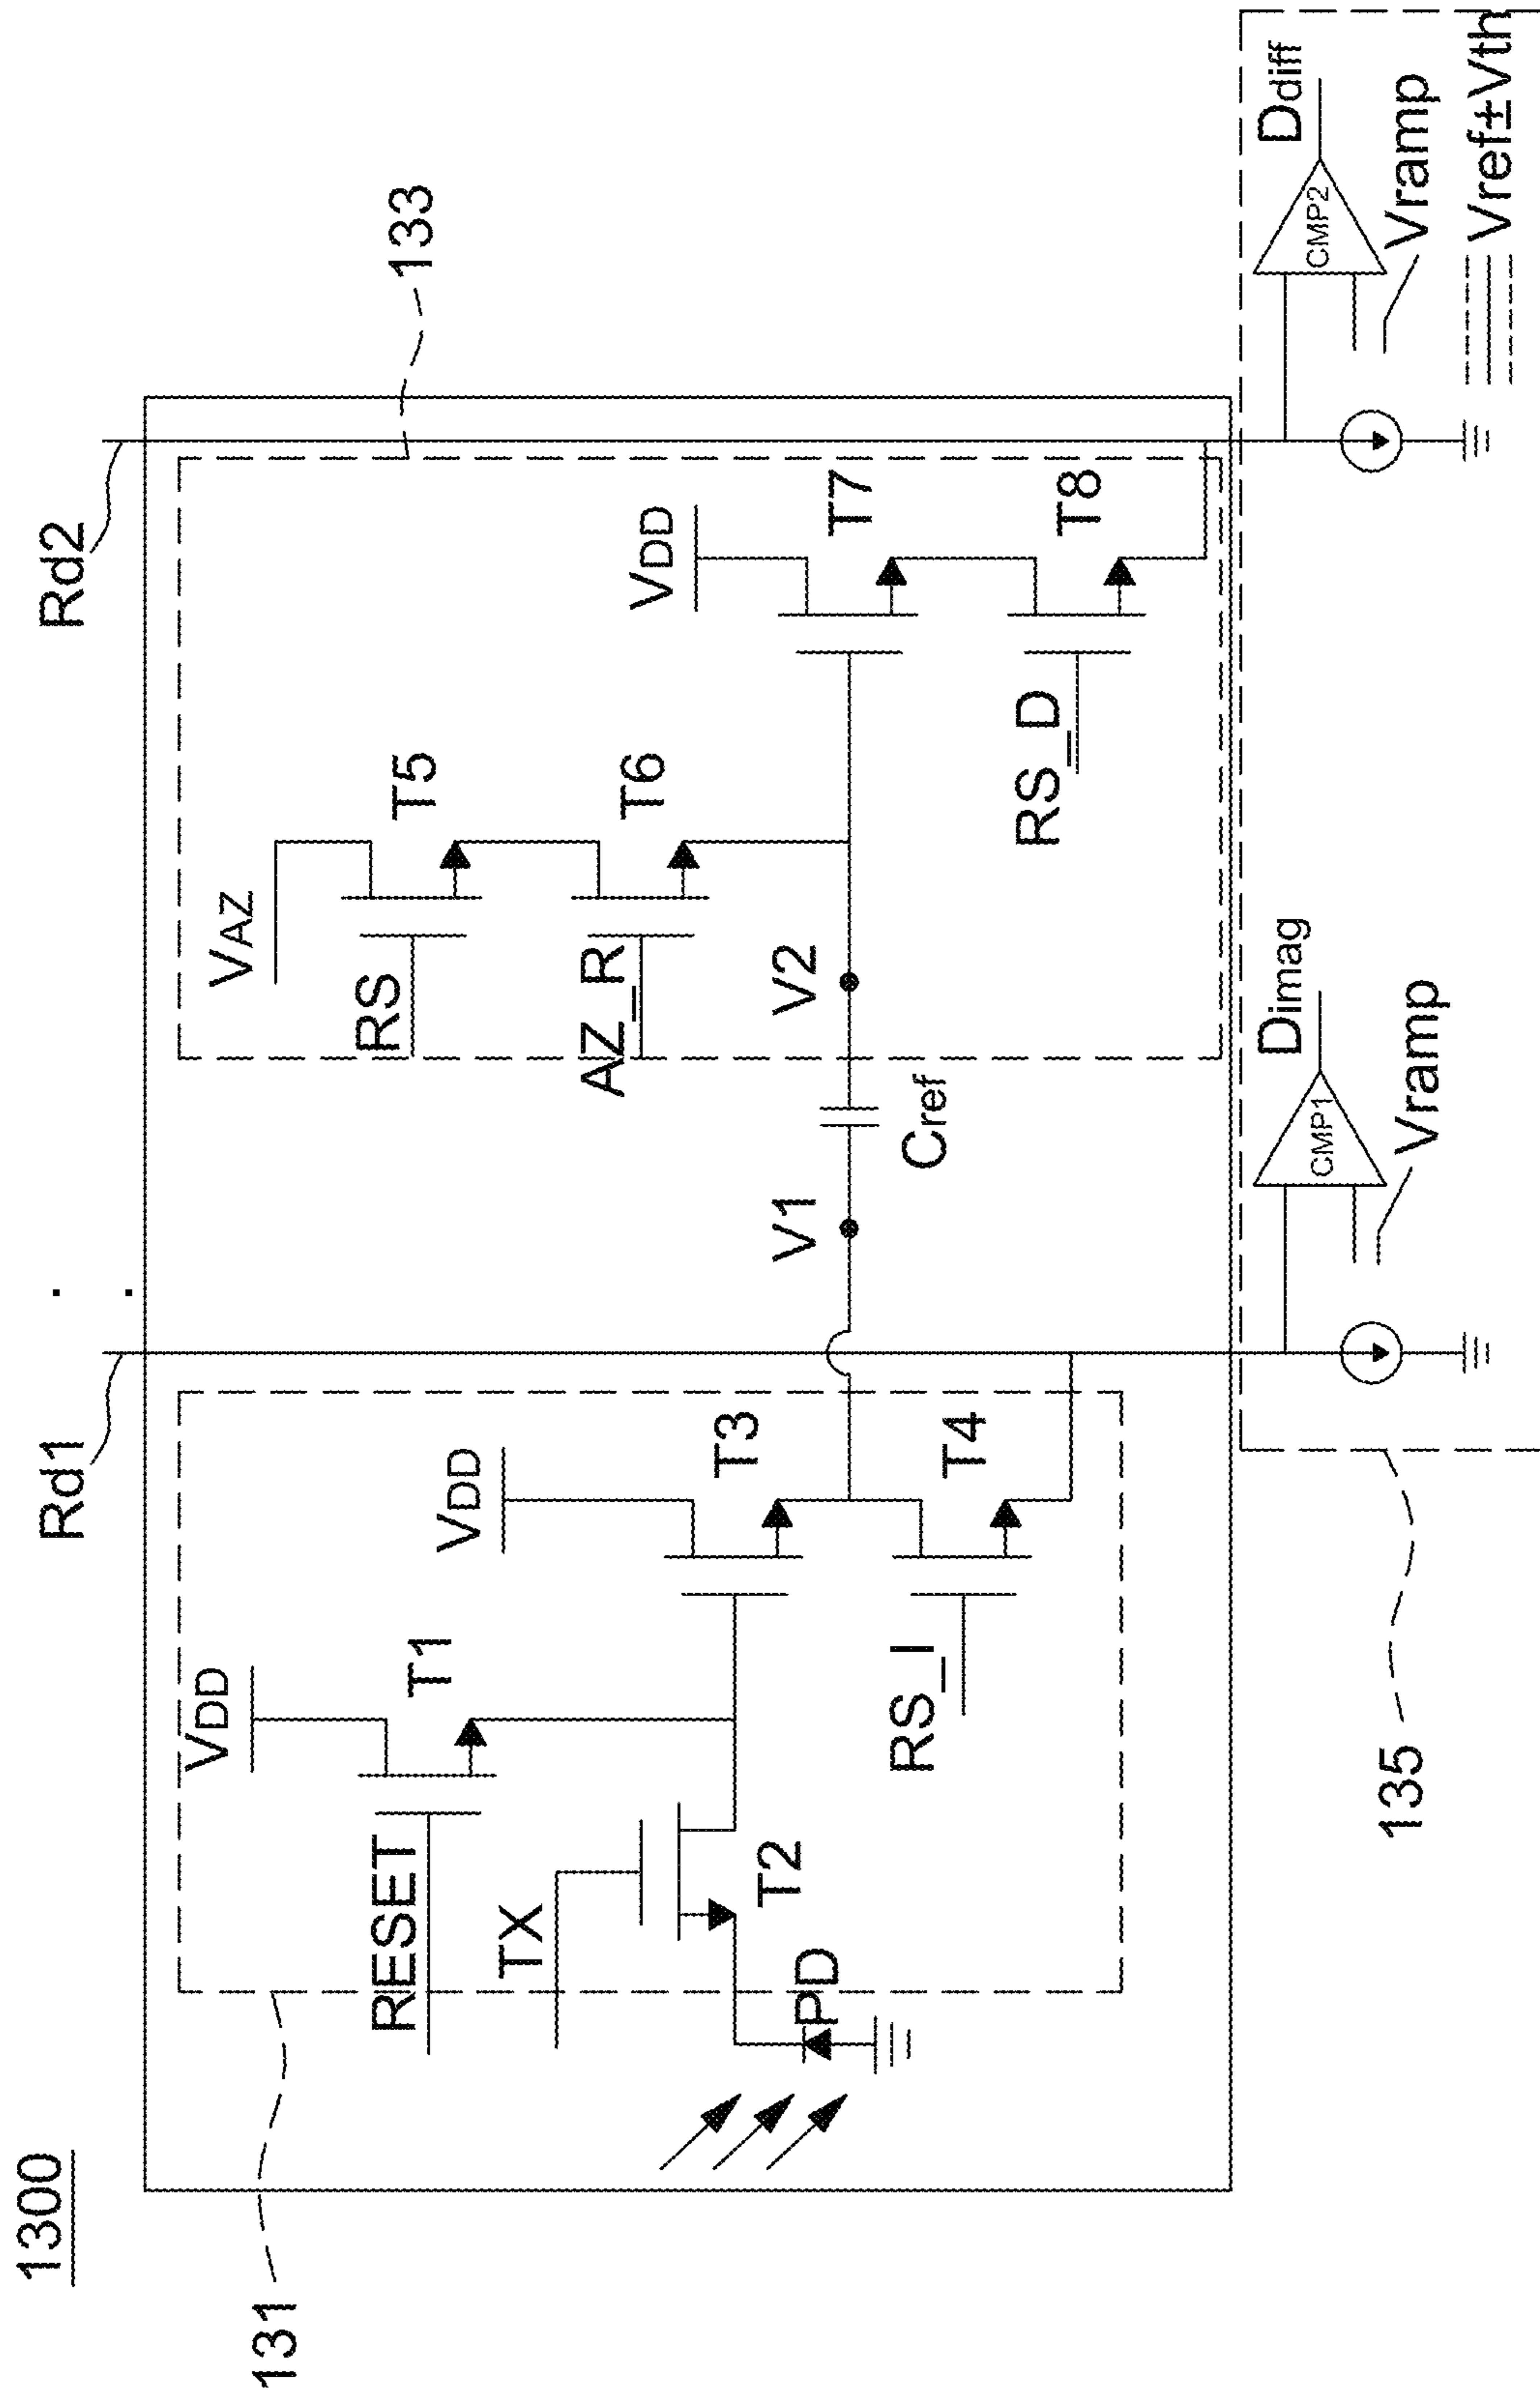 1300
Rd1
Rd2
131
133
VDD
T1
RESET
TX
T2
PD
VDD
T3
RS_I
T4
V1
Cref
V2
VAZ
RS
T5
AZ_R
T6
VDD
T7
RS_D
T8
135
CMP1
Dimag
Vramp
CMP2
Ddiff
Vramp
Vref±Vth